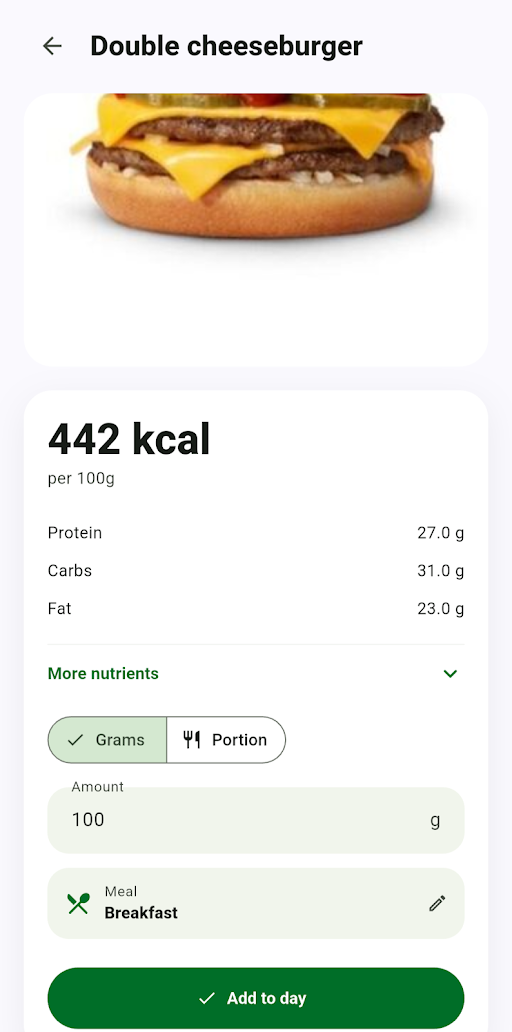 Double cheeseburger
442 kcal
per 100g
Protein 27.0 g
Carbs 31.0 g
Fat 23.0 g
More nutrients
Grams Portion
Amount
100 g
Meal
Breakfast
Add to day